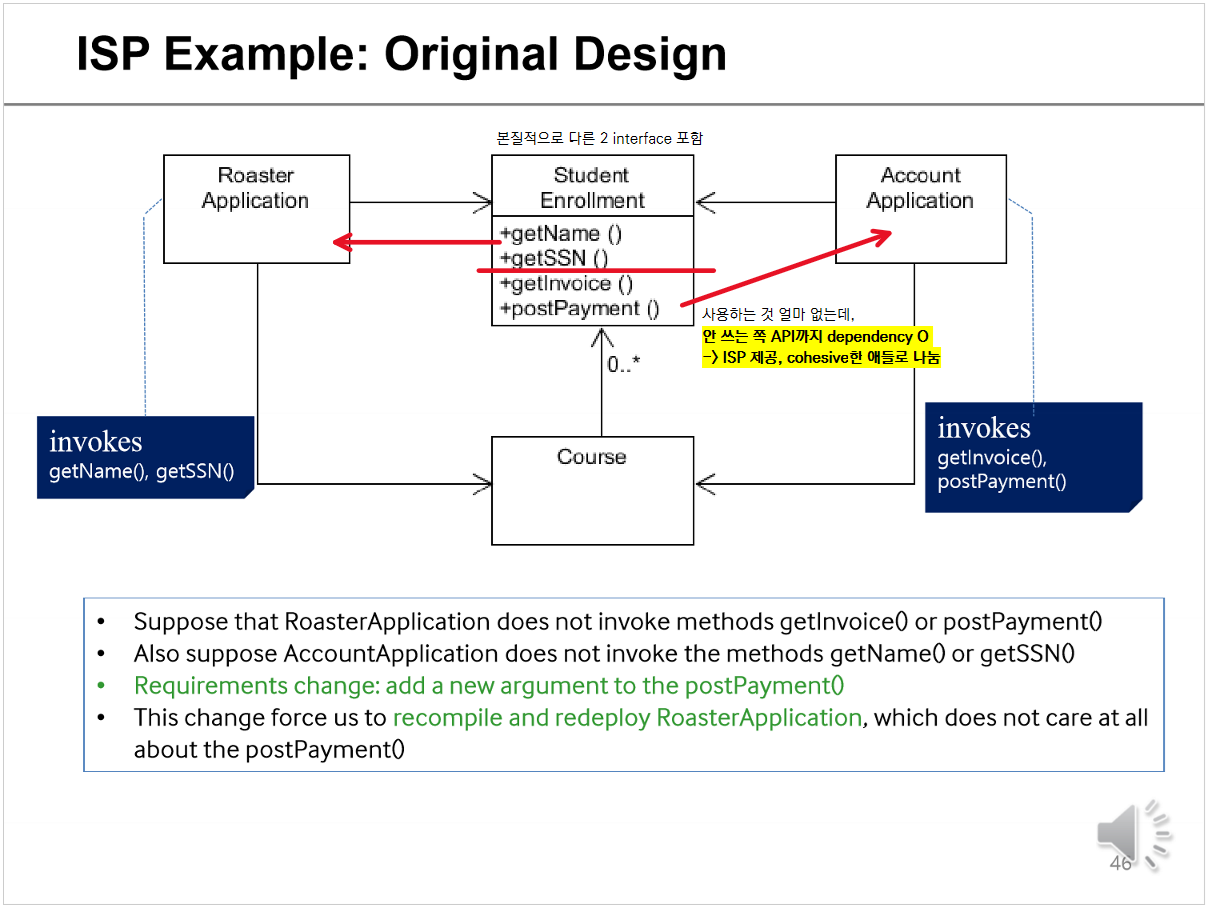 ISP Example: Original Design
본질적으로 다른 2 interface 포함
Roaster
Application
Student
Enrollment
Account
Application
+getName ()
+getSSN ()
+getInvoice ()
+postPayment ()
사용하는 것 얼마 없는데,
안 쓰는 쪽 API까지 dependency O
-> ISP 제공, cohesive한 애들로 나눔
0..*
invokes
getName(), getSSN()
invokes
getInvoice(),
postPayment()
Course
• Suppose that RoasterApplication does not invoke methods getInvoice() or postPayment()
• Also suppose AccountApplication does not invoke the methods getName() or getSSN()
• Requirements change: add a new argument to the postPayment()
• This change force us to recompile and redeploy RoasterApplication, which does not care at all
about the postPayment()
46